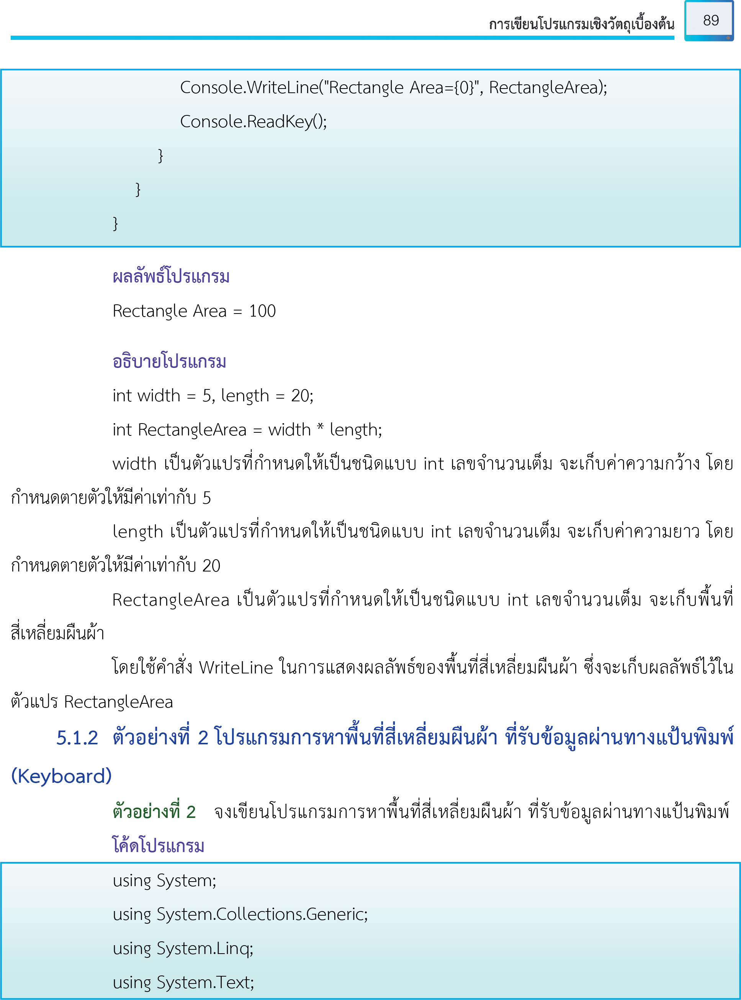 การเขียนโปรแกรมเชิงวัตถุเบื้องต้น 89
Console.WriteLine("Rectangle Area={0}", RectangleArea);
Console.ReadKey();
}
}
}
ผลลัพธ์โปรแกรม
Rectangle Area = 100
อธิบายโปรแกรม
int width = 5, length = 20;
int RectangleArea = width * length;
width เป็นตัวแปรที่กำหนดให้เป็นชนิดแบบ int เลขจำนวนเต็ม จะเก็บค่าความกว้าง โดย
กำหนดตายตัวให้มีค่าเท่ากับ 5
length เป็นตัวแปรที่กำหนดให้เป็นชนิดแบบ int เลขจำนวนเต็ม จะเก็บค่าความยาว โดย
กำหนดตายตัวให้มีค่าเท่ากับ 20
RectangleArea เป็นตัวแปรที่กำหนดให้เป็นชนิดแบบ int เลขจำนวนเต็ม จะเก็บพื้นที่
สี่เหลี่ยมผืนผ้า
โดยใช้คำสั่ง WriteLine ในการแสดงผลลัพธ์ของพื้นที่สี่เหลี่ยมผืนผ้า ซึ่งจะเก็บผลลัพธ์ไว้ใน
ตัวแปร RectangleArea
5.1.2 ตัวอย่างที่ 2 โปรแกรมการหาพื้นที่สี่เหลี่ยมผืนผ้า ที่รับข้อมูลผ่านทางแป้นพิมพ์
(Keyboard)
ตัวอย่างที่ 2 จงเขียนโปรแกรมการหาพื้นที่สี่เหลี่ยมผืนผ้า ที่รับข้อมูลผ่านทางแป้นพิมพ์
โค้ดโปรแกรม
using System;
using System.Collections.Generic;
using System.Linq;
using System.Text;